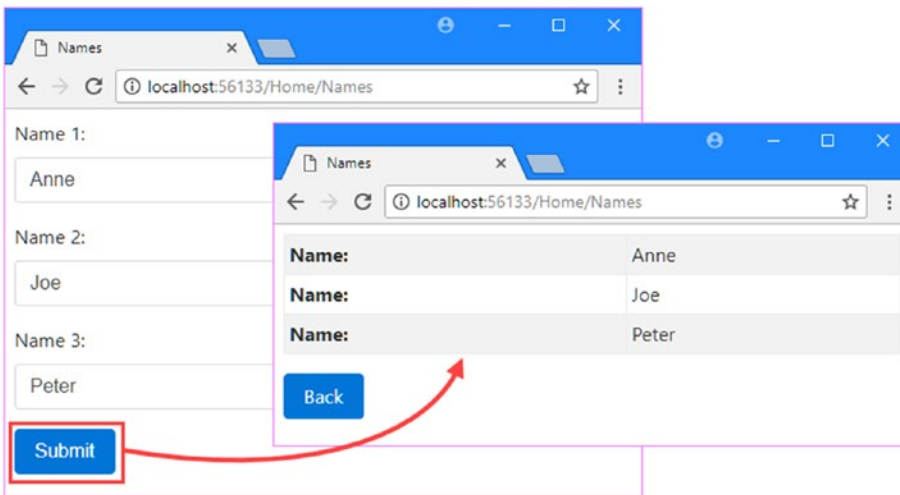 Names
localhost:56133/Home/Names
Name 1:
Anne
Name 2:
Joe
Name 3:
Peter
Submit
Names
localhost:56133/Home/Names
Name: Anne
Name: Joe
Name: Peter
Back